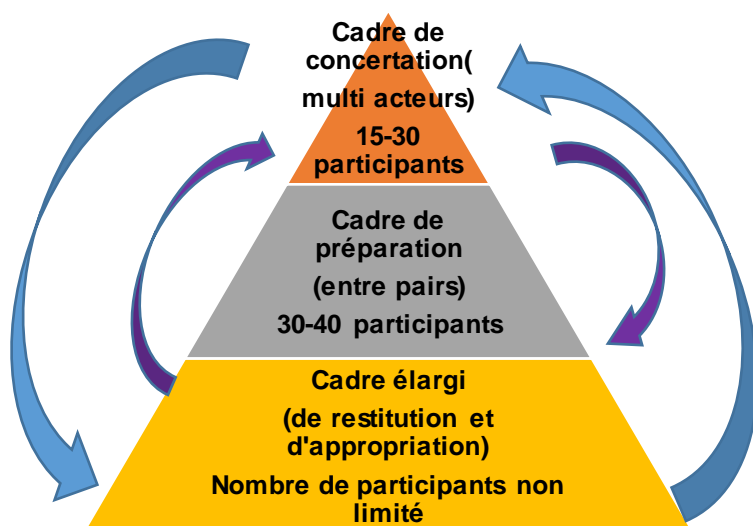 Cadre de
concertation(
multi acteurs)
15-30
participants
Cadre de
préparation
(entre pairs)
30-40 participants
Cadre élargi
(de restitution et
d'appropriation)
Nombre de participants non
limité